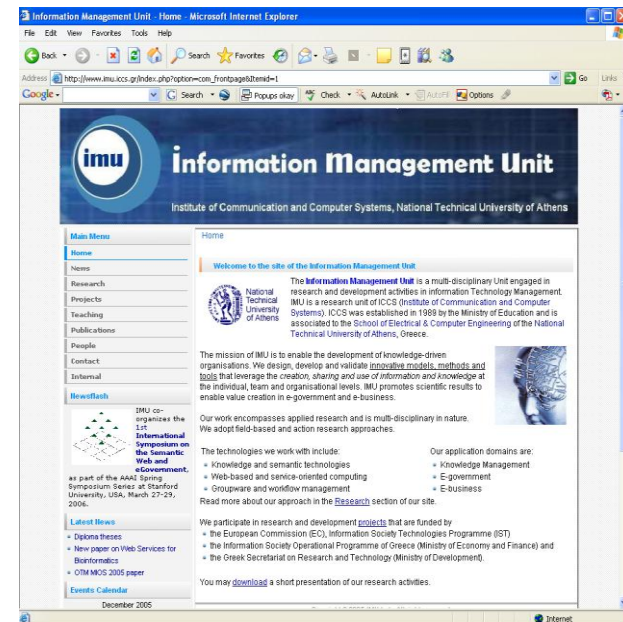 Information Management Unit - Home - Microsoft Internet Explorer
File Edit View Favorites Tools Help
Back Search Favorites
Address http://www.imu.iccs.gr/index.php?option=com_frontpage&Itemid=1 Go Links
Google Search Popups okay Check AutoLink AutoFill Options
imu
Information Management Unit
Institute of Communication and Computer Systems, National Technical University of Athens
Main Menu
Home
News
Research
Projects
Teaching
Publications
People
Contact
Internal
Newsflash
IMU co-
organizes the
1st
International
Symposium on
the Semantic
Web and
eGovernment,
as part of the AAAI Spring
Symposium Series at Stanford
University, USA, March 27-29,
2006.
Latest News
Diploma theses
New paper on Web Services for
Bioinformatics
OTM MIOS 2005 paper
Events Calendar
December 2005
Home
Welcome to the site of the Information Management Unit
National
Technical
University
of Athens
The Information Management Unit is a multi-disciplinary Unit engaged in
research and development activities in information Technology Management.
IMU is a research unit of ICCS (Institute of Communication and Computer
Systems). ICCS was established in 1989 by the Ministry of Education and is
associated to the School of Electrical & Computer Engineering of the National
Technical University of Athens, Greece.
The mission of IMU is to enable the development of knowledge-driven
organisations. We design, develop and validate innovative models, methods and
tools that leverage the creation, sharing and use of information and knowledge at
the individual, team and organisational levels. IMU promotes scientific results to
enable value creation in e-government and e-business.
Our work encompasses applied research and is multi-disciplinary in nature.
We adopt field-based and action research approaches.
The technologies we work with include:
Knowledge and semantic technologies
Web-based and service-oriented computing
Groupware and workflow management
Our application domains are:
Knowledge Management
E-government
E-business
Read more about our approach in the Research section of our site.
We participate in research and development projects that are funded by
the European Commission (EC), Information Society Technologies Programme (IST)
the Information Society Operational Programme of Greece (Ministry of Economy and Finance) and
the Greek Secretariat on Research and Technology (Ministry of Development).
You may download a short presentation of our research activities.
Internet